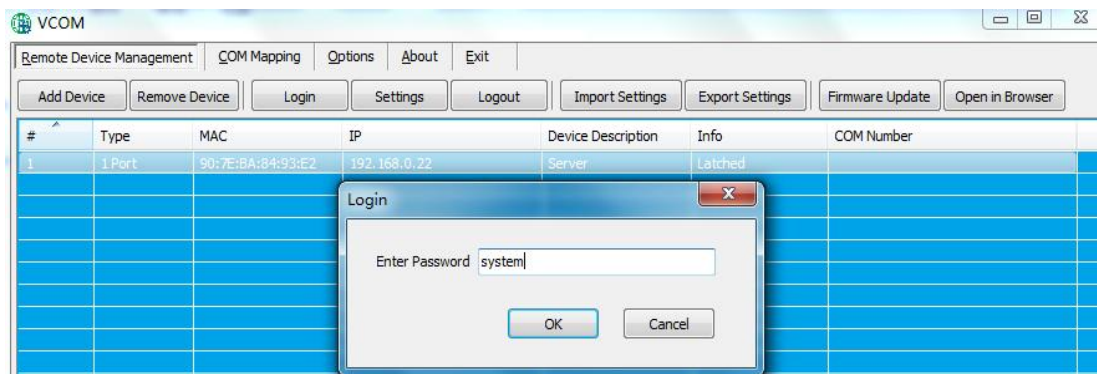 VCOM
Remote Device Management COM Mapping Options About Exit
Add Device Remove Device Login Settings Logout Import Settings Export Settings Firmware Update Open in Browser
# Type MAC IP Device Description Info COM Number
1 1 Port 90:7E:BA:84:93:E2 192.168.0.22 Server Latched
Login
Enter Password system
OK Cancel